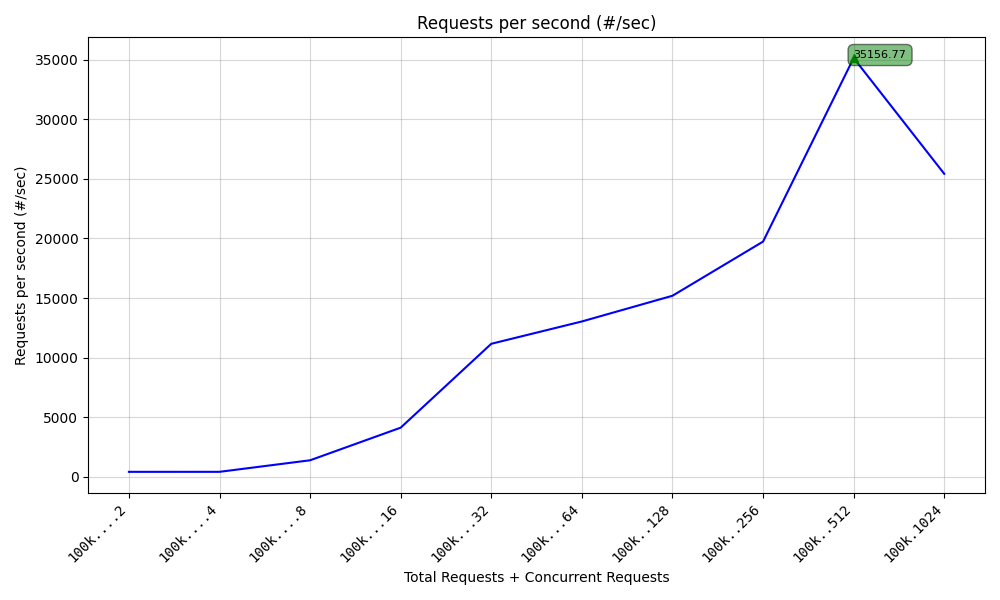 Requests per second (#/sec)
35156.77
35000
30000
25000
20000
15000
10000
5000
0
Requests per second (#/sec)
100k....2
100k....4
100k....8
100k...16
100k...32
100k...64
100k..128
100k..256
100k..512
100k.1024
Total Requests + Concurrent Requests